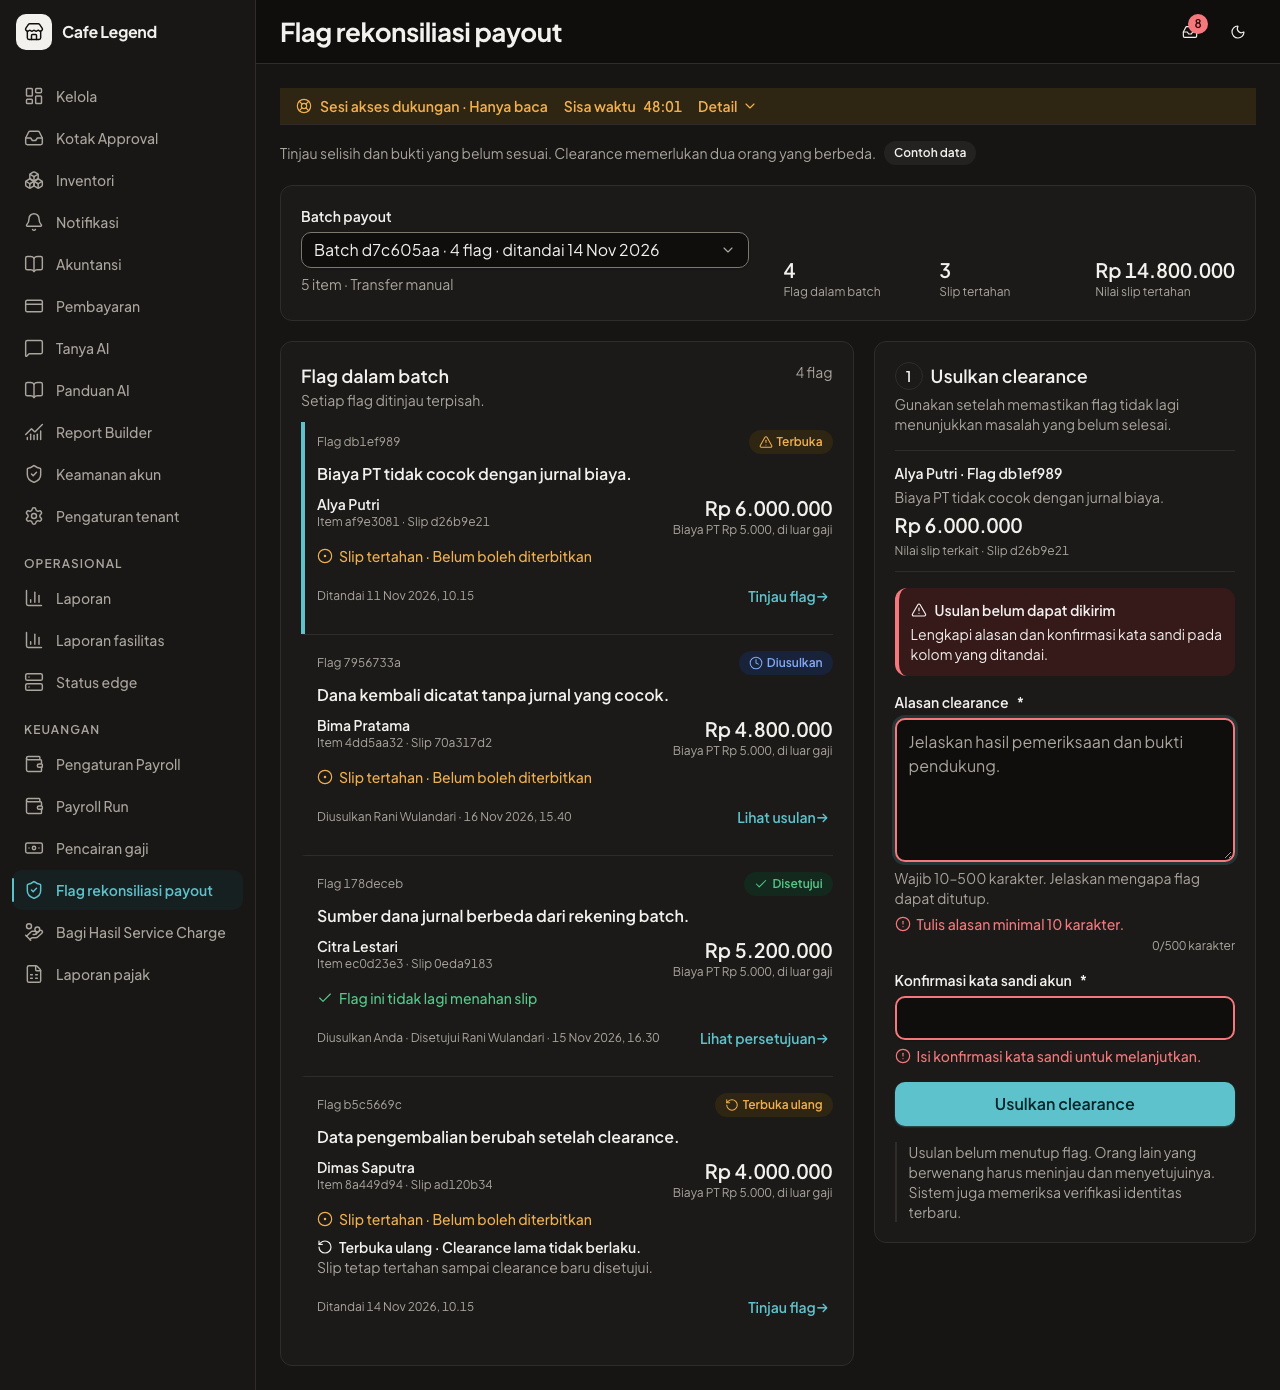 Cafe Legend
Kelola
Kotak Approval
Inventori
Notifikasi
Akuntansi
Pembayaran
Tanya AI
Panduan AI
Report Builder
Keamanan akun
Pengaturan tenant
OPERASIONAL
Laporan
Laporan fasilitas
Status edge
KEUANGAN
Pengaturan Payroll
Payroll Run
Pencairan gaji
Flag rekonsiliasi payout
Bagi Hasil Service Charge
Laporan pajak
Flag rekonsiliasi payout
8
Sesi akses dukungan · Hanya baca Sisa waktu 48:01 Detail
Tinjau selisih dan bukti yang belum sesuai. Clearance memerlukan dua orang yang berbeda. Contoh data
Batch payout
Batch d7c605aa · 4 flag · ditandai 14 Nov 2026
5 item · Transfer manual
4
Flag dalam batch
3
Slip tertahan
Rp 14.800.000
Nilai slip tertahan
Flag dalam batch
4 flag
Setiap flag ditinjau terpisah.
Flag db1ef989
Terbuka
Biaya PT tidak cocok dengan jurnal biaya.
Alya Putri
Item af9e3081 · Slip d26b9e21
Rp 6.000.000
Biaya PT Rp 5.000, di luar gaji
Slip tertahan · Belum boleh diterbitkan
Ditandai 11 Nov 2026, 10.15
Tinjau flag→
Flag 7956733a
Diusulkan
Dana kembali dicatat tanpa jurnal yang cocok.
Bima Pratama
Item 4dd5aa32 · Slip 70a317d2
Rp 4.800.000
Biaya PT Rp 5.000, di luar gaji
Slip tertahan · Belum boleh diterbitkan
Diusulkan Rani Wulandari · 16 Nov 2026, 15.40
Lihat usulan→
Flag 178deceb
Disetujui
Sumber dana jurnal berbeda dari rekening batch.
Citra Lestari
Item ec0d23e3 · Slip 0eda9183
Rp 5.200.000
Biaya PT Rp 5.000, di luar gaji
Flag ini tidak lagi menahan slip
Diusulkan Anda · Disetujui Rani Wulandari · 15 Nov 2026, 16.30
Lihat persetujuan→
Flag b5c5669c
Terbuka ulang
Data pengembalian berubah setelah clearance.
Dimas Saputra
Item 8a449d94 · Slip ad120b34
Rp 4.000.000
Biaya PT Rp 5.000, di luar gaji
Slip tertahan · Belum boleh diterbitkan
Terbuka ulang · Clearance lama tidak berlaku.
Slip tetap tertahan sampai clearance baru disetujui.
Ditandai 14 Nov 2026, 10.15
Tinjau flag→
1 Usulkan clearance
Gunakan setelah memastikan flag tidak lagi
menunjukkan masalah yang belum selesai.
Alya Putri · Flag db1ef989
Biaya PT tidak cocok dengan jurnal biaya.
Rp 6.000.000
Nilai slip terkait · Slip d26b9e21
Usulan belum dapat dikirim
Lengkapi alasan dan konfirmasi kata sandi pada
kolom yang ditandai.
Alasan clearance *
Jelaskan hasil pemeriksaan dan bukti
pendukung.
Wajib 10–500 karakter. Jelaskan mengapa flag
dapat ditutup.
Tulis alasan minimal 10 karakter.
0/500 karakter
Konfirmasi kata sandi akun *
Isi konfirmasi kata sandi untuk melanjutkan.
Usulkan clearance
Usulan belum menutup flag. Orang lain yang
berwenang harus meninjau dan menyetujuinya.
Sistem juga memeriksa verifikasi identitas
terbaru.